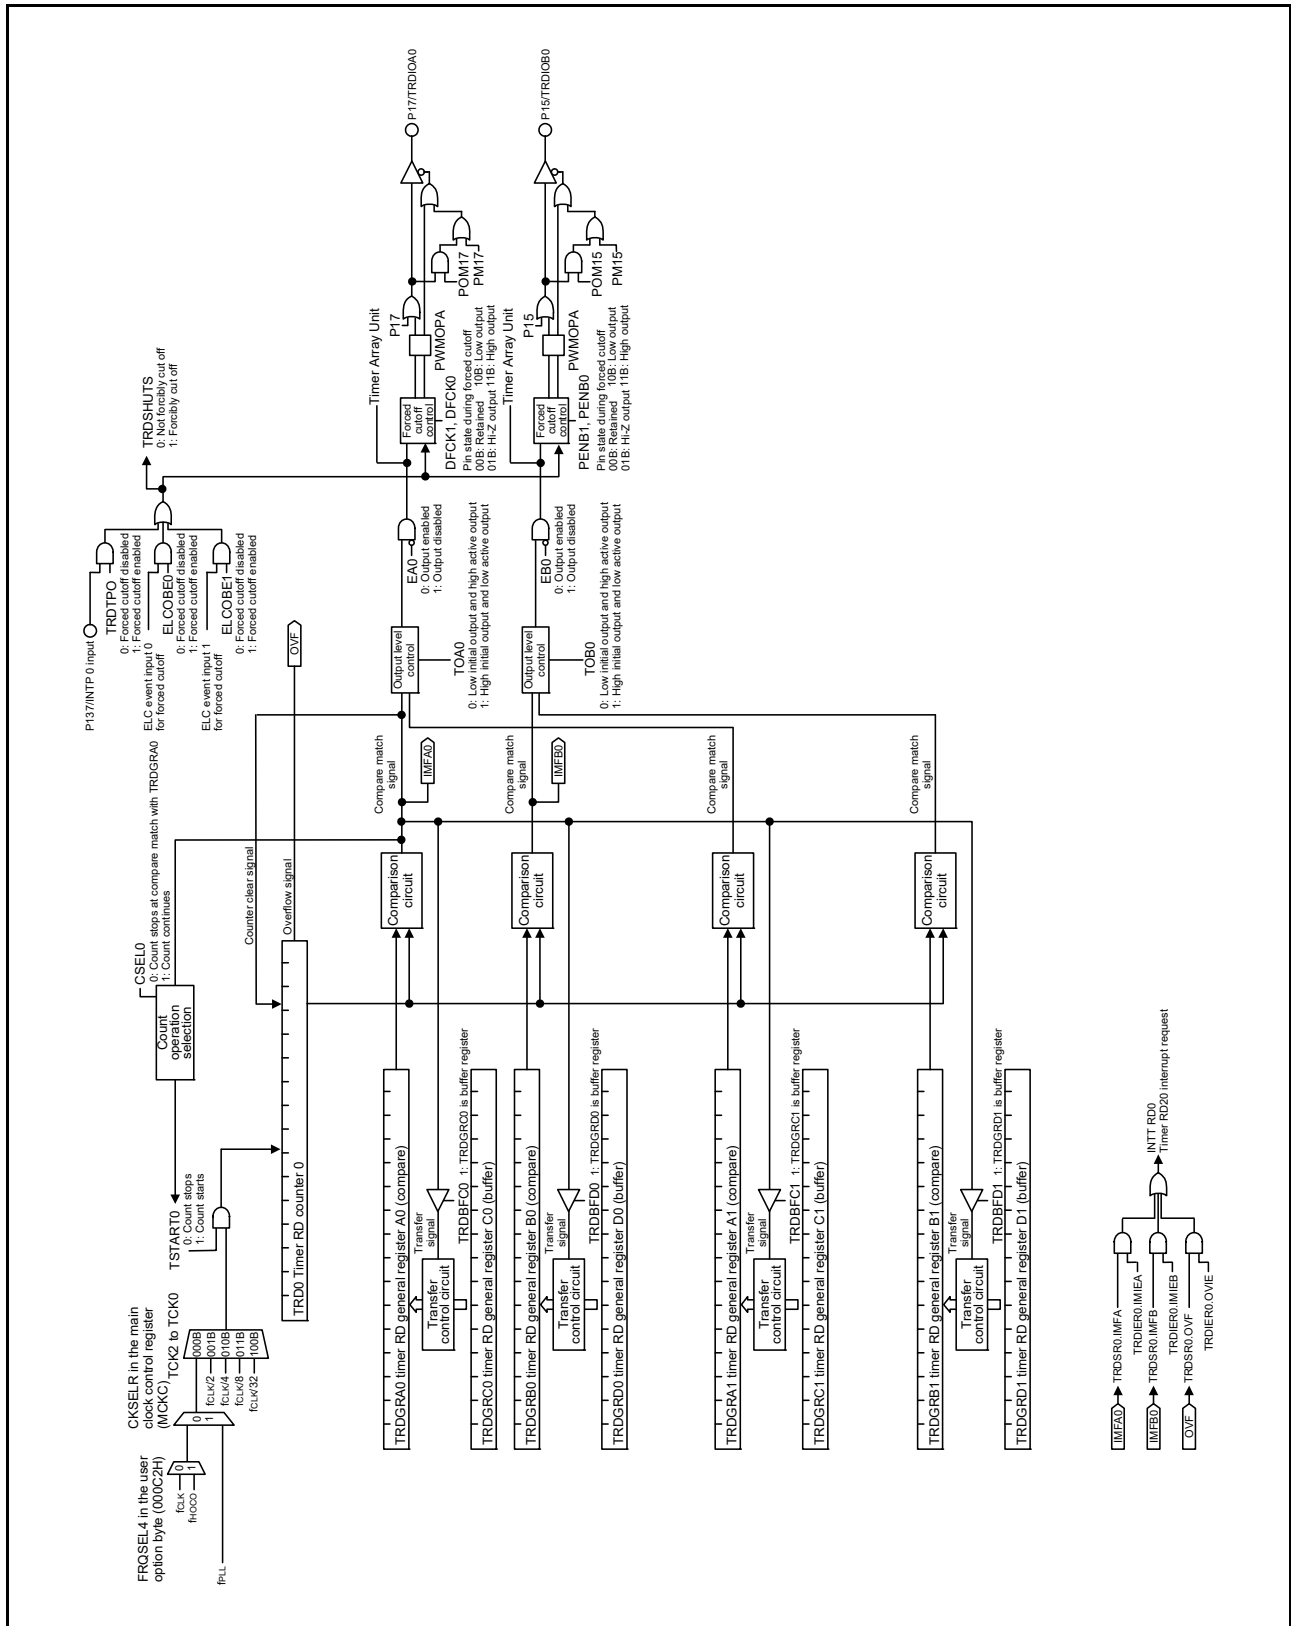 FRQSEL4 in the user
option byte (000C2H)
fCLK
fHOCO
0
1
fPLL
CKSELR in the main
clock control register
(MCKC)
0
1
TCK2 to TCK0
fCLK/2
fCLK/4
fCLK/8
fCLK/32
000B
001B
010B
011B
100B
TSTART0
0: Count stops
1: Count starts
Count
operation
selection
CSEL0
0: Count stops at compare match with TRDGRA0
1: Count continues
TRD0 Timer RD counter 0
Counter clear signal
Overflow signal
OVF
P137/INTP 0 input
TRDTPO
0: Forced cutoff disabled
1: Forced cutoff enabled
ELC event input 0
for forced cutoff
ELCOBE0
0: Forced cutoff disabled
1: Forced cutoff enabled
ELC event input 1
for forced cutoff
ELCOBE1
0: Forced cutoff disabled
1: Forced cutoff enabled
TRDSHUTS
0: Not forcibly cut off
1: Forcibly cut off
TRDGRA0 timer RD general register A0 (compare)
Transfer
control circuit
Transfer
signal
TRDBFC0 1: TRDGRC0 is buffer register
TRDGRC0 timer RD general register C0 (buffer)
Comparison
circuit
Compare match
signal
IMFA0
Output level
control
TOA0
0: Low initial output and high active output
1: High initial output and low active output
EA0
0: Output enabled
1: Output disabled
Timer Array Unit
Forced
cutoff
control
DFCK1, DFCK0
Pin state during forced cutoff
00B: Retained 10B: Low output
01B: Hi-Z output 11B: High output
PWMOPA
P17
POM17
PM17
P17/TRDIOA0
TRDGRB0 timer RD general register B0 (compare)
Transfer
control circuit
Transfer
signal
TRDBFD0 1: TRDGRD0 is buffer register
TRDGRD0 timer RD general register D0 (buffer)
Comparison
circuit
Compare match
signal
IMFB0
Output level
control
TOB0
0: Low initial output and high active output
1: High initial output and low active output
EB0
0: Output enabled
1: Output disabled
Timer Array Unit
Forced
cutoff
control
PENB1, PENB0
Pin state during forced cutoff
00B: Retained 10B: Low output
01B: Hi-Z output 11B: High output
PWMOPA
P15
POM15
PM15
P15/TRDIOB0
TRDGRA1 timer RD general register A1 (compare)
Transfer
control circuit
Transfer
signal
TRDBFC1 1: TRDGRC1 is buffer register
TRDGRC1 timer RD general register C1 (buffer)
Comparison
circuit
Compare match
signal
TRDGRB1 timer RD general register B1 (compare)
Transfer
control circuit
Transfer
signal
TRDBFD1 1: TRDGRD1 is buffer register
TRDGRD1 timer RD general register D1 (buffer)
Comparison
circuit
Compare match
signal
IMFA0
TRDSR0.IMFA
TRDIER0.IMIEA
IMFB0
TRDSR0.IMFB
TRDIER0.IMIEB
OVF
TRDSR0.OVF
TRDIER0.OVIE
INTT RD0
Timer RD20 interrupt request